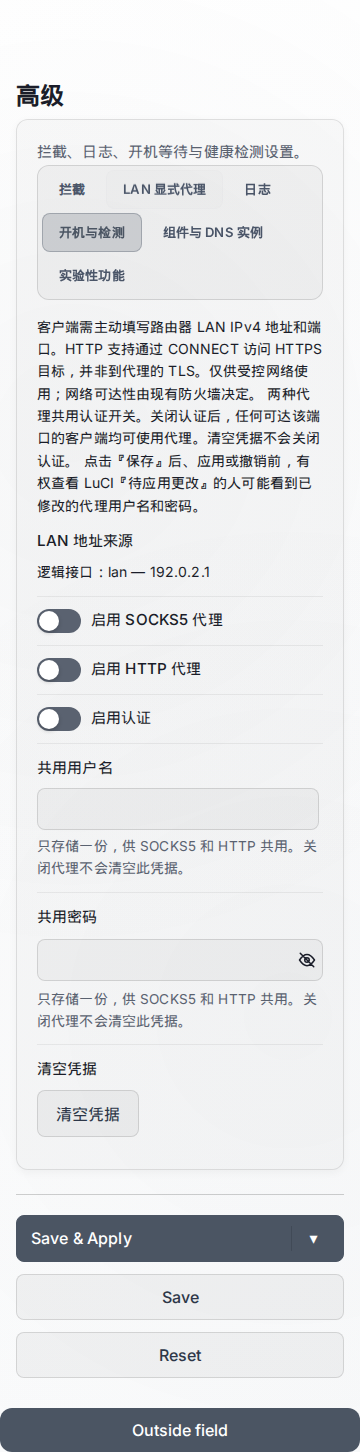 高级
拦截、日志、开机等待与健康检测设置。
拦截
LAN 显式代理
日志
开机与检测
组件与 DNS 实例
实验性功能
客户端需主动填写路由器 LAN IPv4 地址和端
口。HTTP 支持通过 CONNECT 访问 HTTPS
目标，并非到代理的 TLS。仅供受控网络使
用；网络可达性由现有防火墙决定。 两种代
理共用认证开关。关闭认证后，任何可达该端
口的客户端均可使用代理。清空凭据不会关闭
认证。 点击『保存』后、应用或撤销前，有
权查看 LuCI『待应用更改』的人可能看到已
修改的代理用户名和密码。
LAN 地址来源
逻辑接口：lan — 192.0.2.1
启用 SOCKS5 代理
启用 HTTP 代理
启用认证
共用用户名
只存储一份，供 SOCKS5 和 HTTP 共用。关
闭代理不会清空此凭据。
共用密码
只存储一份，供 SOCKS5 和 HTTP 共用。关
闭代理不会清空此凭据。
清空凭据
清空凭据
Save & Apply ▼
Save
Reset
Outside field